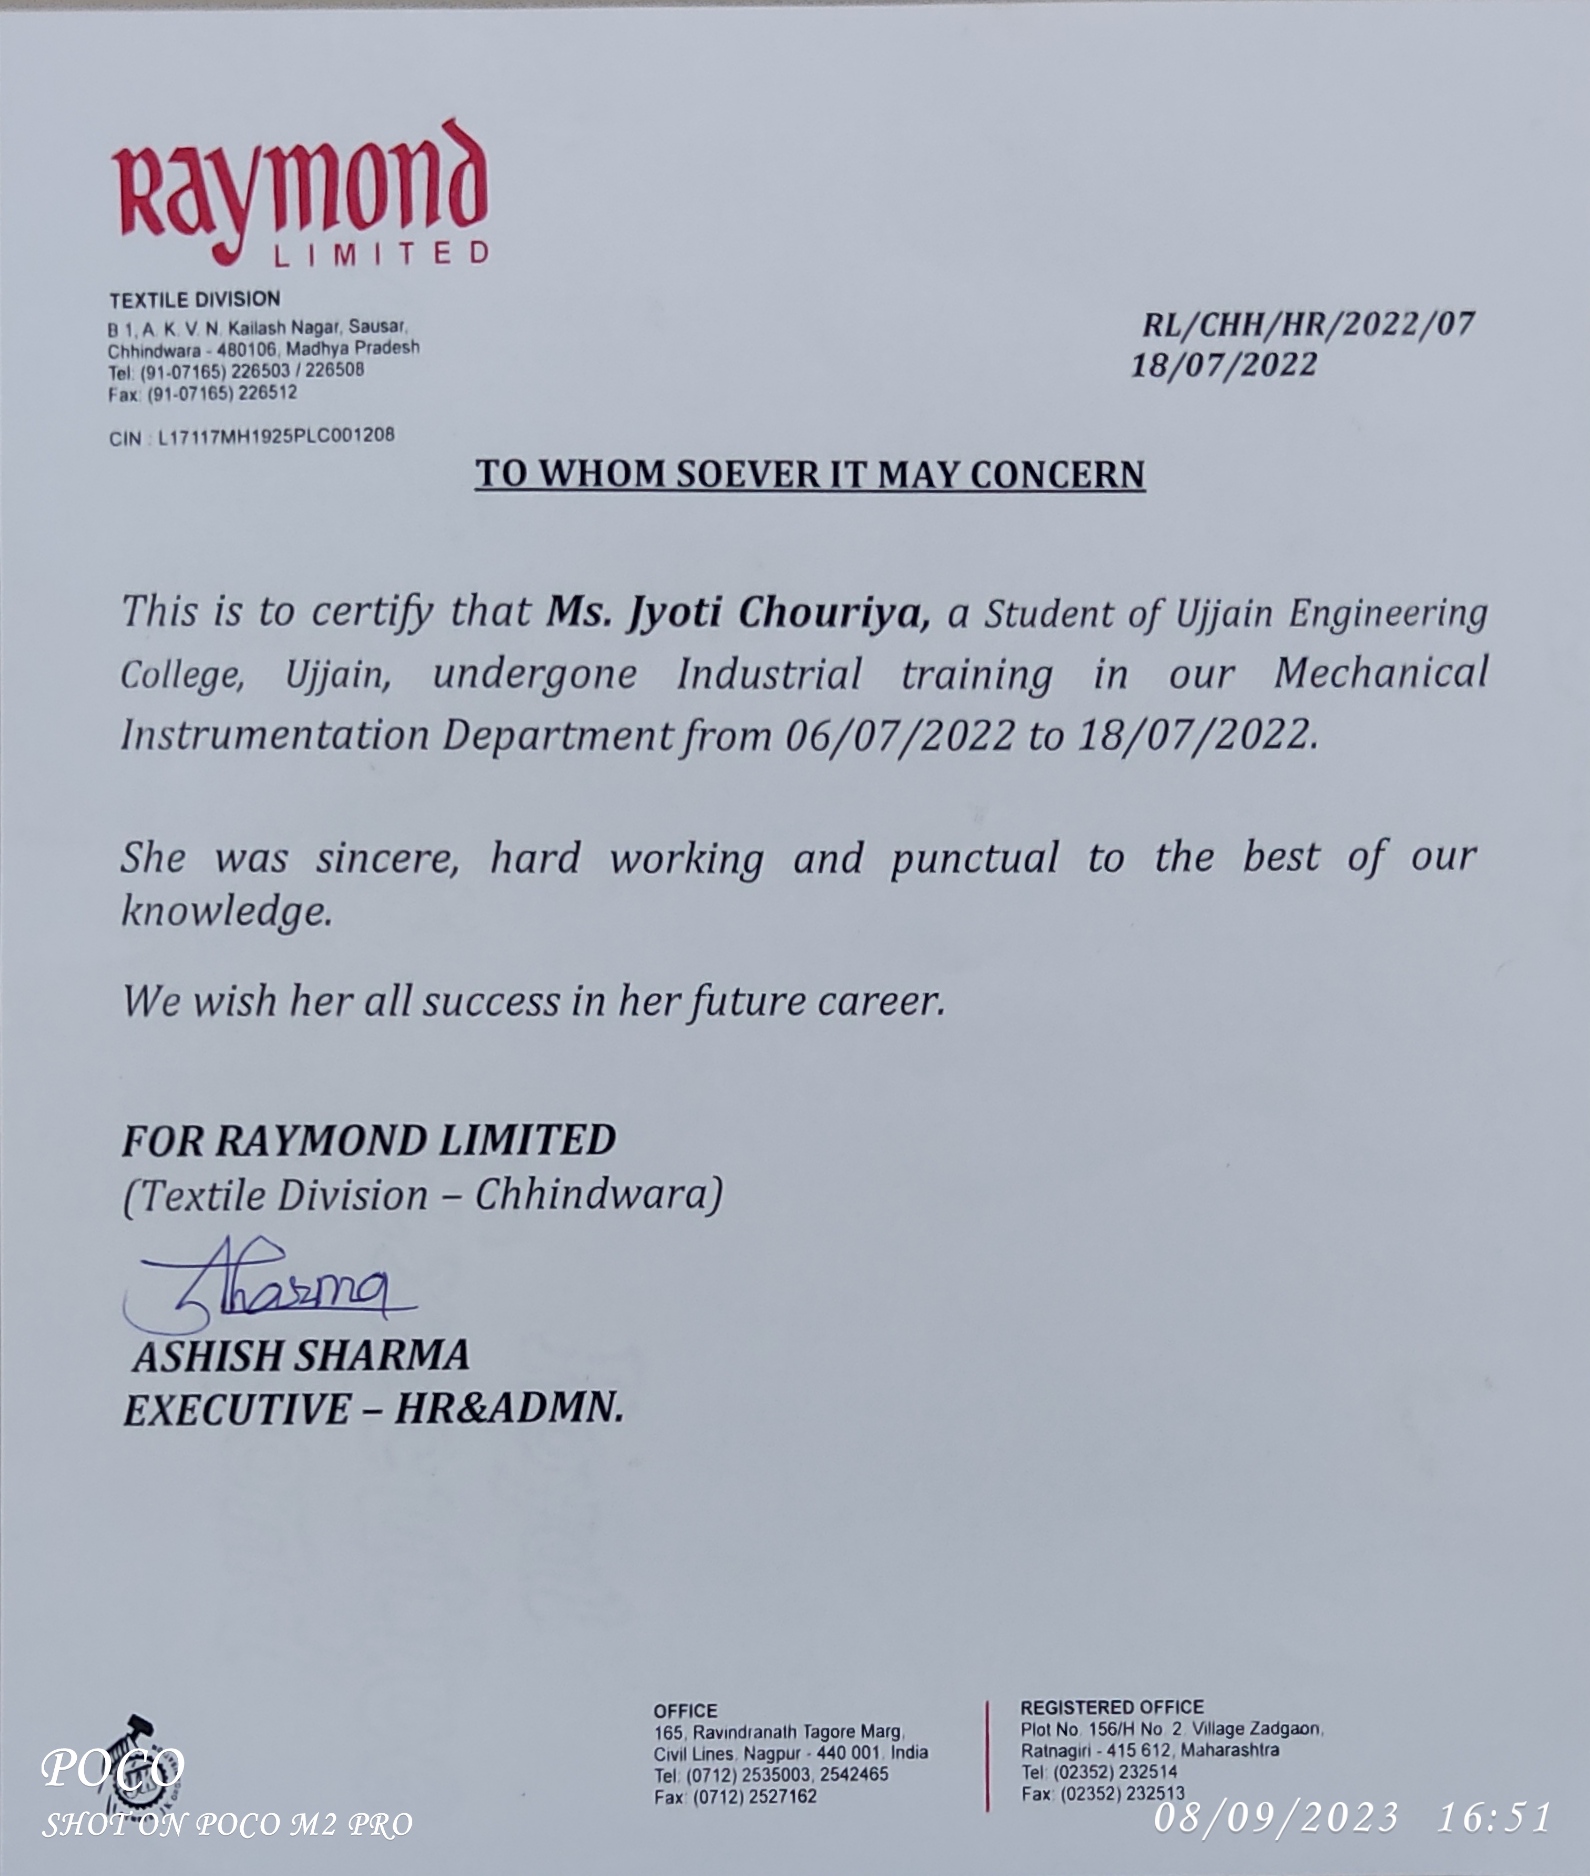 Raymond
LIMITED
TEXTILE DIVISION
B 1, A. K. V. N. Kailash Nagar, Sausar,
Chhindwara - 480106, Madhya Pradesh
Tel: (91-07165) 226503 / 226508
Fax: (91-07165) 226512
CIN : L17117MH1925PLC001208
RL/CHH/HR/2022/07
18/07/2022
TO WHOM SOEVER IT MAY CONCERN
This is to certify that Ms. Jyoti Chouriya, a Student of Ujjain Engineering
College, Ujjain, undergone Industrial training in our Mechanical
Instrumentation Department from 06/07/2022 to 18/07/2022.
She was sincere, hard working and punctual to the best of our
knowledge.
We wish her all success in her future career.
FOR RAYMOND LIMITED
(Textile Division – Chhindwara)
Sharma
ASHISH SHARMA
EXECUTIVE – HR&ADMN.
OFFICE
165, Ravindranath Tagore Marg,
Civil Lines, Nagpur - 440 001, India
Tel: (0712) 2535003, 2542465
Fax: (0712) 2527162
REGISTERED OFFICE
Plot No. 156/H No. 2, Village Zadgaon,
Ratnagiri - 415 612, Maharashtra
Tel: (02352) 232514
Fax: (02352) 232513
POCO
SHOT ON POCO M2 PRO
08/09/2023 16:51